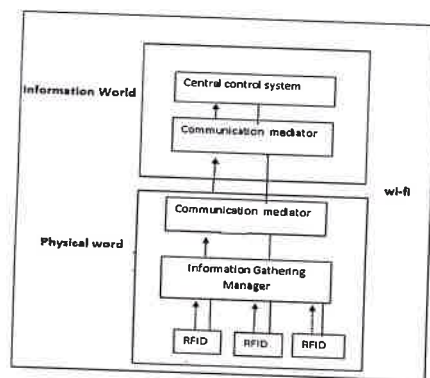 Central control system
Information World
Communication mediator
wi-fi
Communication mediator
Physical word
Information Gathering
Manager
RFID RFID RFID